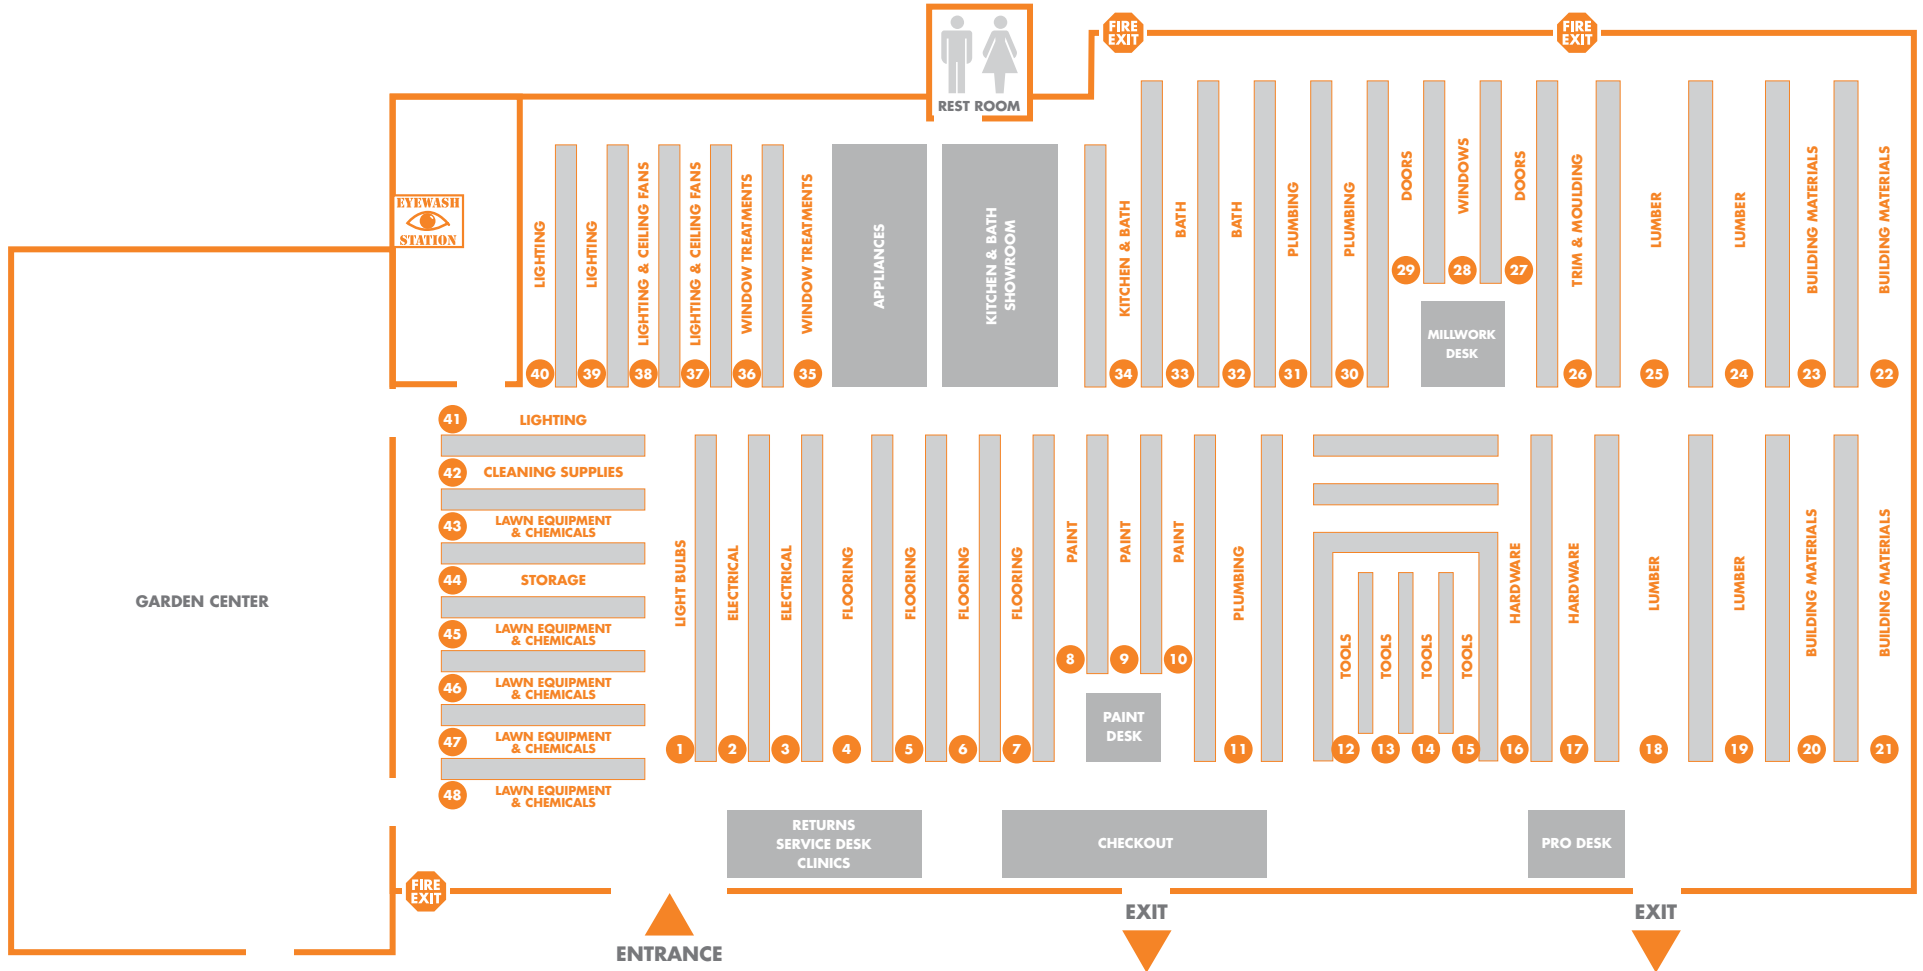 FIRE
EXIT
FIRE
EXIT
REST ROOM
EYEWASH
STATION
LIGHTING
40
LIGHTING
39
LIGHTING & CEILING FANS
38
LIGHTING & CEILING FANS
37
WINDOW TREATMENTS
36
WINDOW TREATMENTS
35
APPLIANCES
KITCHEN & BATH
SHOWROOM
KITCHEN & BATH
34
BATH
33
BATH
32
PLUMBING
31
PLUMBING
30
DOORS
29
WINDOWS
28
DOORS
27
MILLWORK
DESK
TRIM & MOULDING
26
LUMBER
25
LUMBER
24
BUILDING MATERIALS
23
BUILDING MATERIALS
22
GARDEN CENTER
41 LIGHTING
42 CLEANING SUPPLIES
43 LAWN EQUIPMENT
& CHEMICALS
44 STORAGE
45 LAWN EQUIPMENT
& CHEMICALS
46 LAWN EQUIPMENT
& CHEMICALS
47 LAWN EQUIPMENT
& CHEMICALS
48 LAWN EQUIPMENT
& CHEMICALS
LIGHT BULBS
1
ELECTRICAL
2
ELECTRICAL
3
FLOORING
4
FLOORING
5
FLOORING
6
FLOORING
7
PAINT
8
PAINT
9
PAINT
10
PAINT
DESK
PLUMBING
11
TOOLS
12
TOOLS
13
TOOLS
14
TOOLS
15
HARDWARE
16
HARDWARE
17
LUMBER
18
LUMBER
19
BUILDING MATERIALS
20
BUILDING MATERIALS
21
RETURNS
SERVICE DESK
CLINICS
CHECKOUT
PRO DESK
FIRE
EXIT
ENTRANCE
EXIT
EXIT